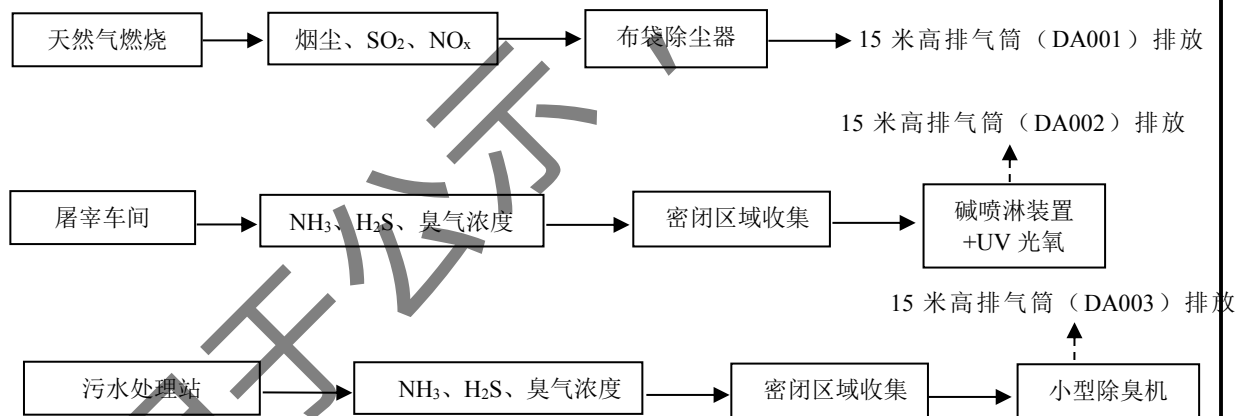 天然气燃烧
烟尘、SO₂、NOₓ
布袋除尘器
15 米高排气筒（DA001）排放
15 米高排气筒（DA002）排放
屠宰车间
NH₃、H₂S、臭气浓度
密闭区域收集
碱喷淋装置
+UV 光氧
15 米高排气筒（DA003）排放
污水处理站
NH₃、H₂S、臭气浓度
密闭区域收集
小型除臭机
于公示，